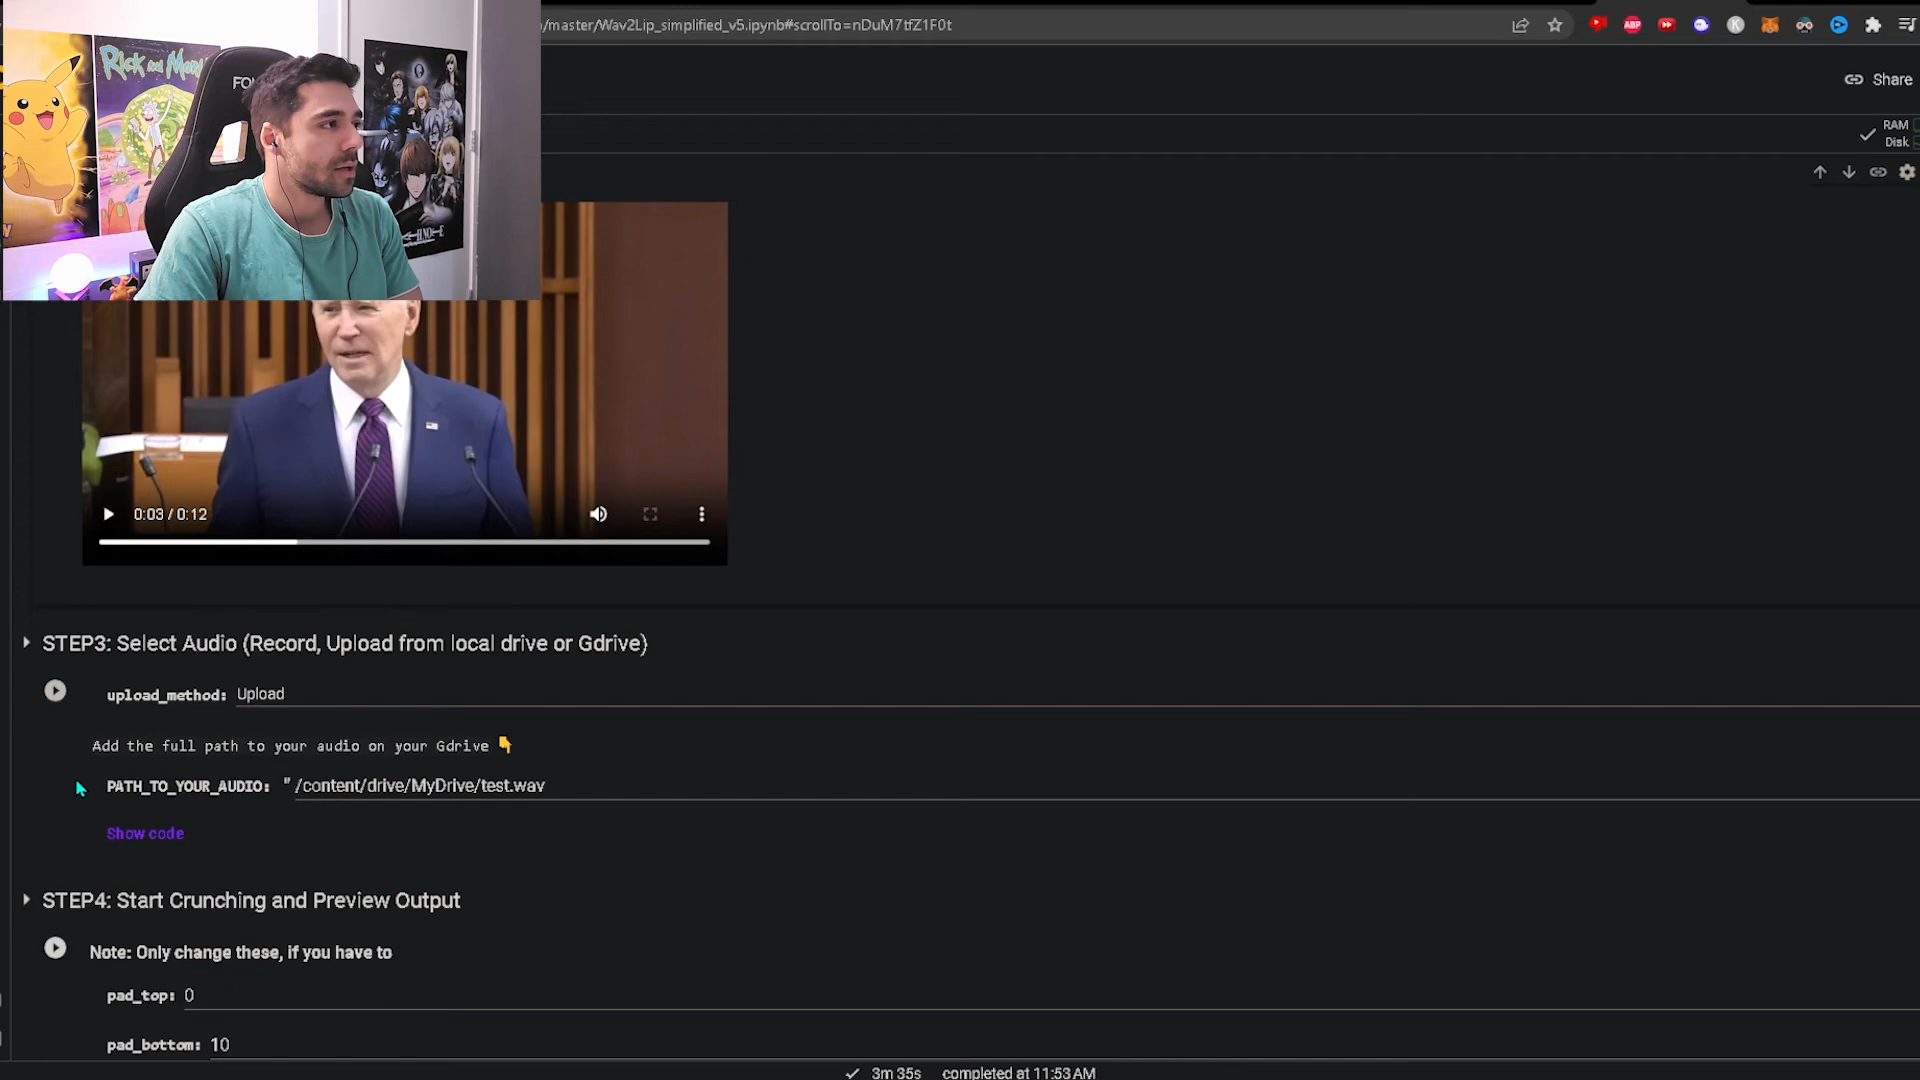 /master/Wav2Lip_simplified_v5.ipynb#scrollTo=nDuM7tfZ1F0t
ABP
K
Rick and Mor
FO
Share
RAM
Disk
0:03 / 0:12
STEP3: Select Audio (Record, Upload from local drive or Gdrive)
upload_method: Upload
Add the full path to your audio on your Gdrive 👇
PATH_TO_YOUR_AUDIO: " /content/drive/MyDrive/test.wav
Show code
STEP4: Start Crunching and Preview Output
Note: Only change these, if you have to
pad_top: 0
pad_bottom: 10
3m 35s completed at 11:53 AM